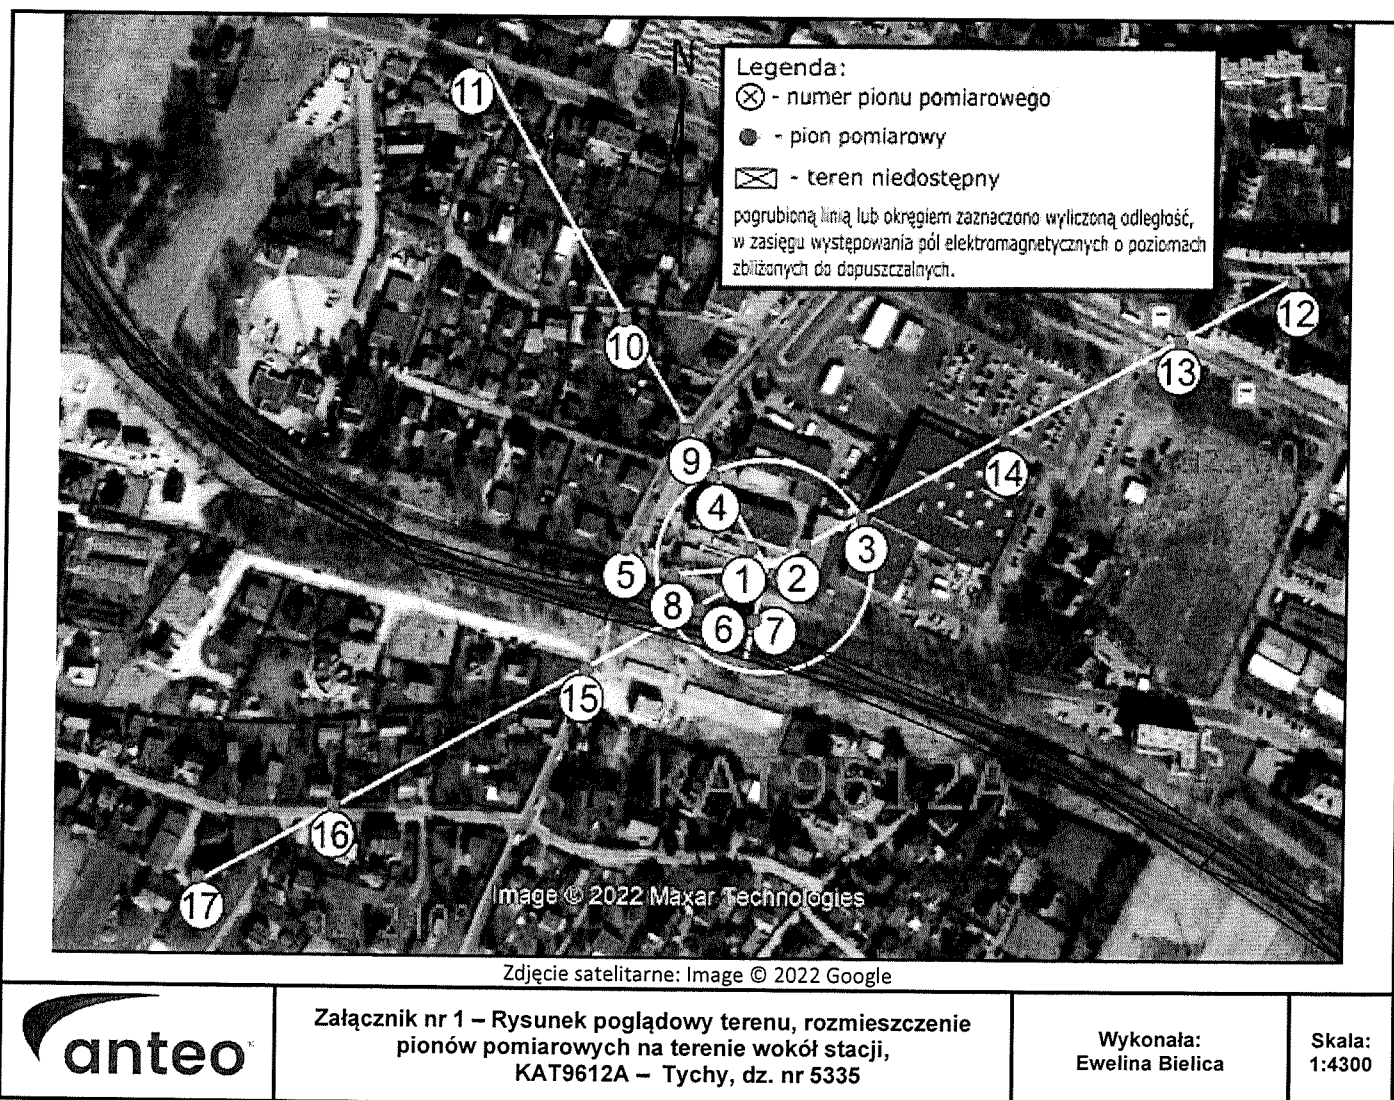 N
Legenda:
- numer pionu pomiarowego
- pion pomiarowy
- teren niedostępny
pogrubioną linią lub okręgiem zaznaczono wyliczoną odległość,
w zasięgu występowania pól elektromagnetycznych o poziomach
zbliżonych do dopuszczalnych.
11
12
10
13
9
14
4
3
5
1
2
8
6
7
15
KAT9612A
16
17
Image © 2022 Maxar Technologies
Zdjęcie satelitarne: Image © 2022 Google
anteo
Załącznik nr 1 – Rysunek poglądowy terenu, rozmieszczenie
pionów pomiarowych na terenie wokół stacji,
KAT9612A – Tychy, dz. nr 5335
Wykonała:
Ewelina Bielica
Skala:
1:4300